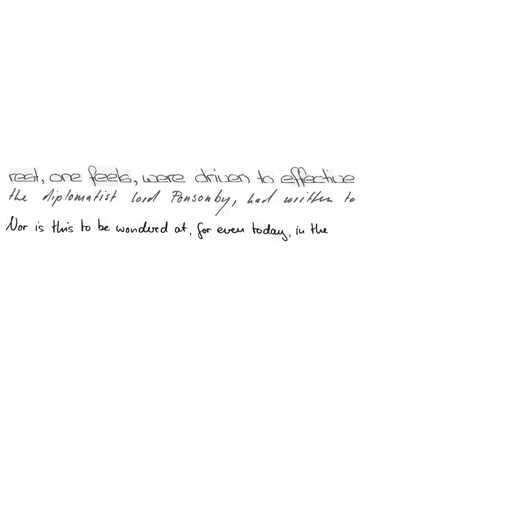 rest, one feels, were driven to effective
the diplomatist Lord Ponsonby, had written to
Nor is this to be wondered at, for even today, in the